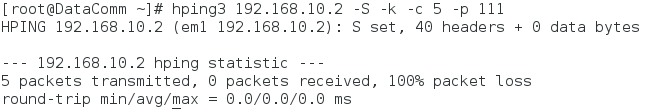 [root@DataComm ~]# hping3 192.168.10.2 -S -k -c 5 -p 111
HPING 192.168.10.2 (em1 192.168.10.2): S set, 40 headers + 0 data bytes
--- 192.168.10.2 hping statistic ---
5 packets transmitted, 0 packets received, 100% packet loss
round-trip min/avg/max = 0.0/0.0/0.0 ms